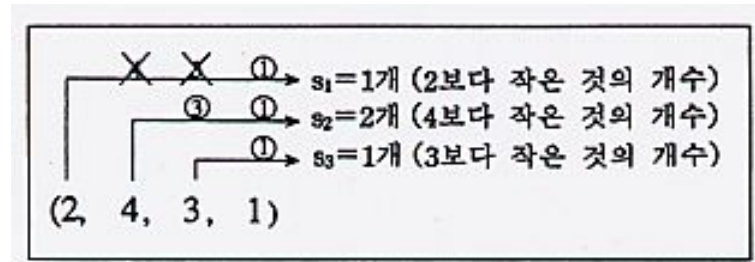 ① s₁=1개 (2보다 작은 것의 개수)
③ ① s₂=2개 (4보다 작은 것의 개수)
① s₃=1개 (3보다 작은 것의 개수)
(2, 4, 3, 1)